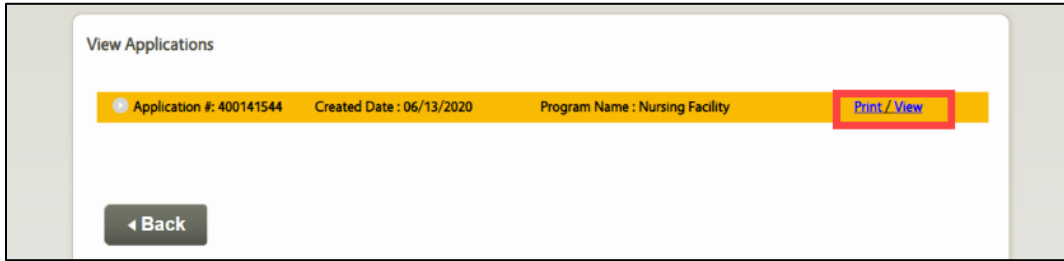 View Applications
Application #: 400141544 Created Date : 06/13/2020 Program Name : Nursing Facility Print / View
Back